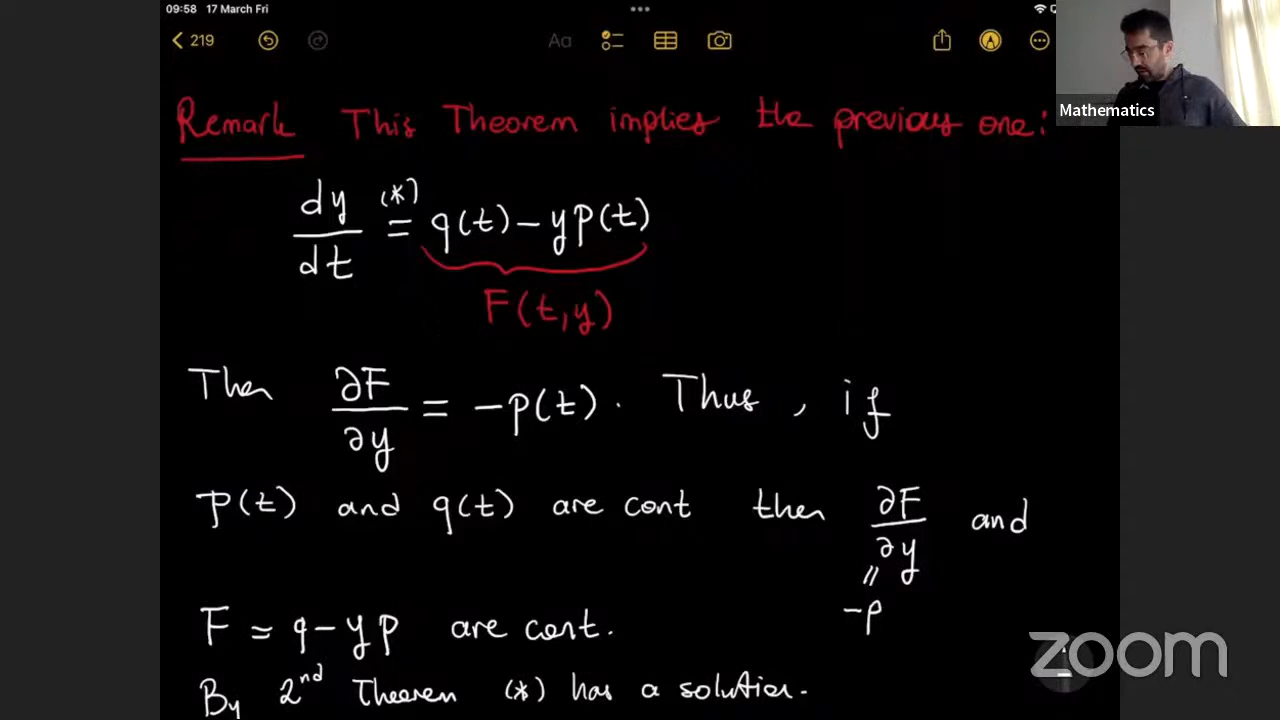 09:58 17 March Fri
219
Aa
Mathematics
Remark This Theorem implies the previous one:
dy/dt (*)= q(t) - yp(t)
F(t,y)
Then ∂F/∂y = -p(t). Thus, if
p(t) and q(t) are cont then ∂F/∂y and
= -p
F = q - yp are cont.
By 2nd Theorem (*) has a solution.
zoom